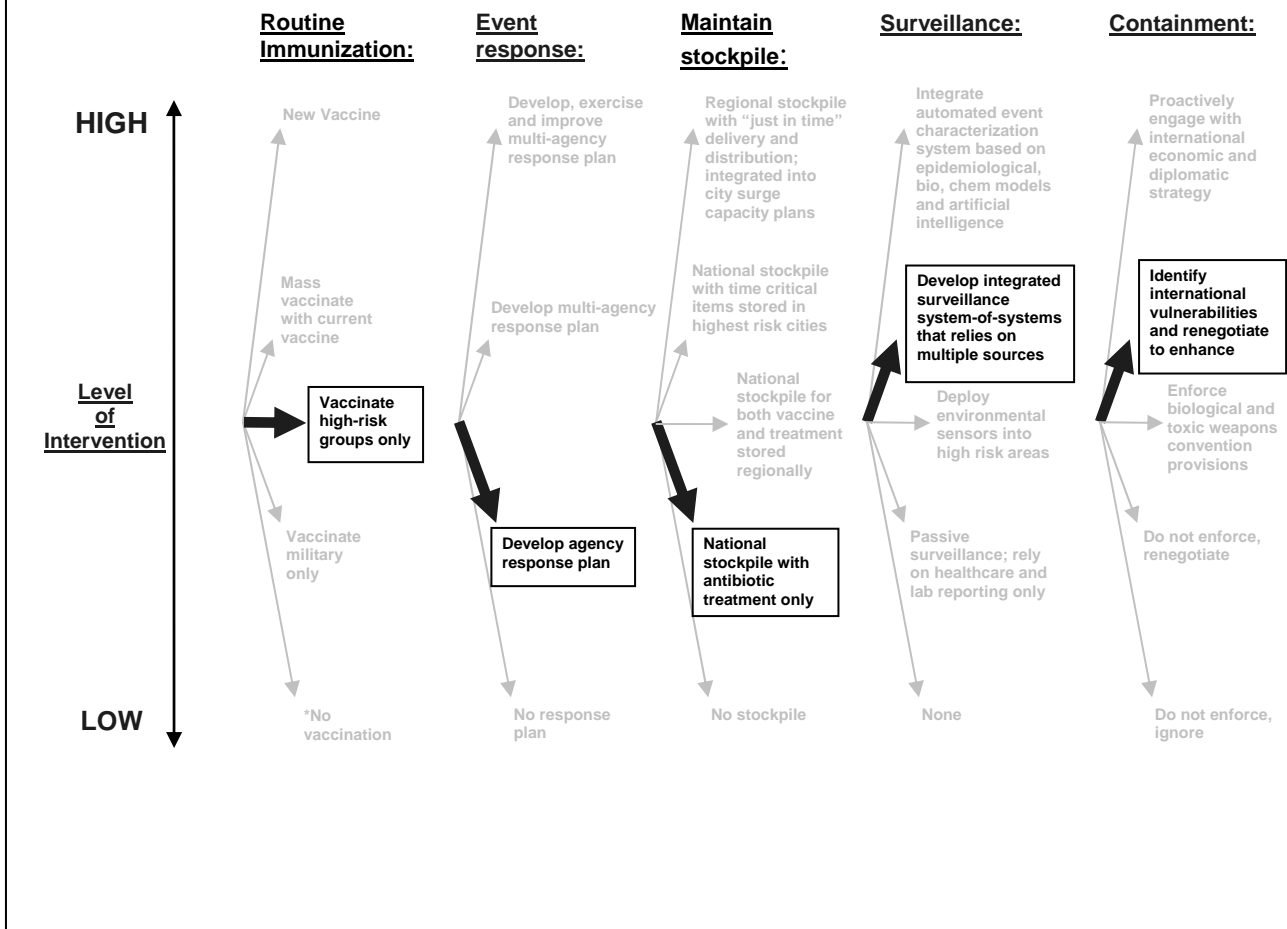 Routine
Immunization:
Event
response:
Maintain
stockpile:
Surveillance:
Containment:
HIGH
Level
of
Intervention
LOW
New Vaccine
Mass
vaccinate
with current
vaccine
Vaccinate
high-risk
groups only
Vaccinate
military
only
*No
vaccination
Develop, exercise
and improve
multi-agency
response plan
Develop multi-agency
response plan
Develop agency
response plan
No response
plan
Regional stockpile
with “just in time”
delivery and
distribution;
integrated into
city surge
capacity plans
National stockpile
with time critical
items stored in
highest risk cities
National
stockpile for
both vaccine
and treatment
stored
regionally
National
stockpile with
antibiotic
treatment only
No stockpile
Integrate
automated event
characterization
system based on
epidemiological,
bio, chem models
and artificial
intelligence
Develop integrated
surveillance
system-of-systems
that relies on
multiple sources
Deploy
environmental
sensors into
high risk areas
Passive
surveillance; rely
on healthcare and
lab reporting only
None
Proactively
engage with
international
economic and
diplomatic
strategy
Identify
international
vulnerabilities
and renegotiate
to enhance
Enforce
biological and
toxic weapons
convention
provisions
Do not enforce,
renegotiate
Do not enforce,
ignore